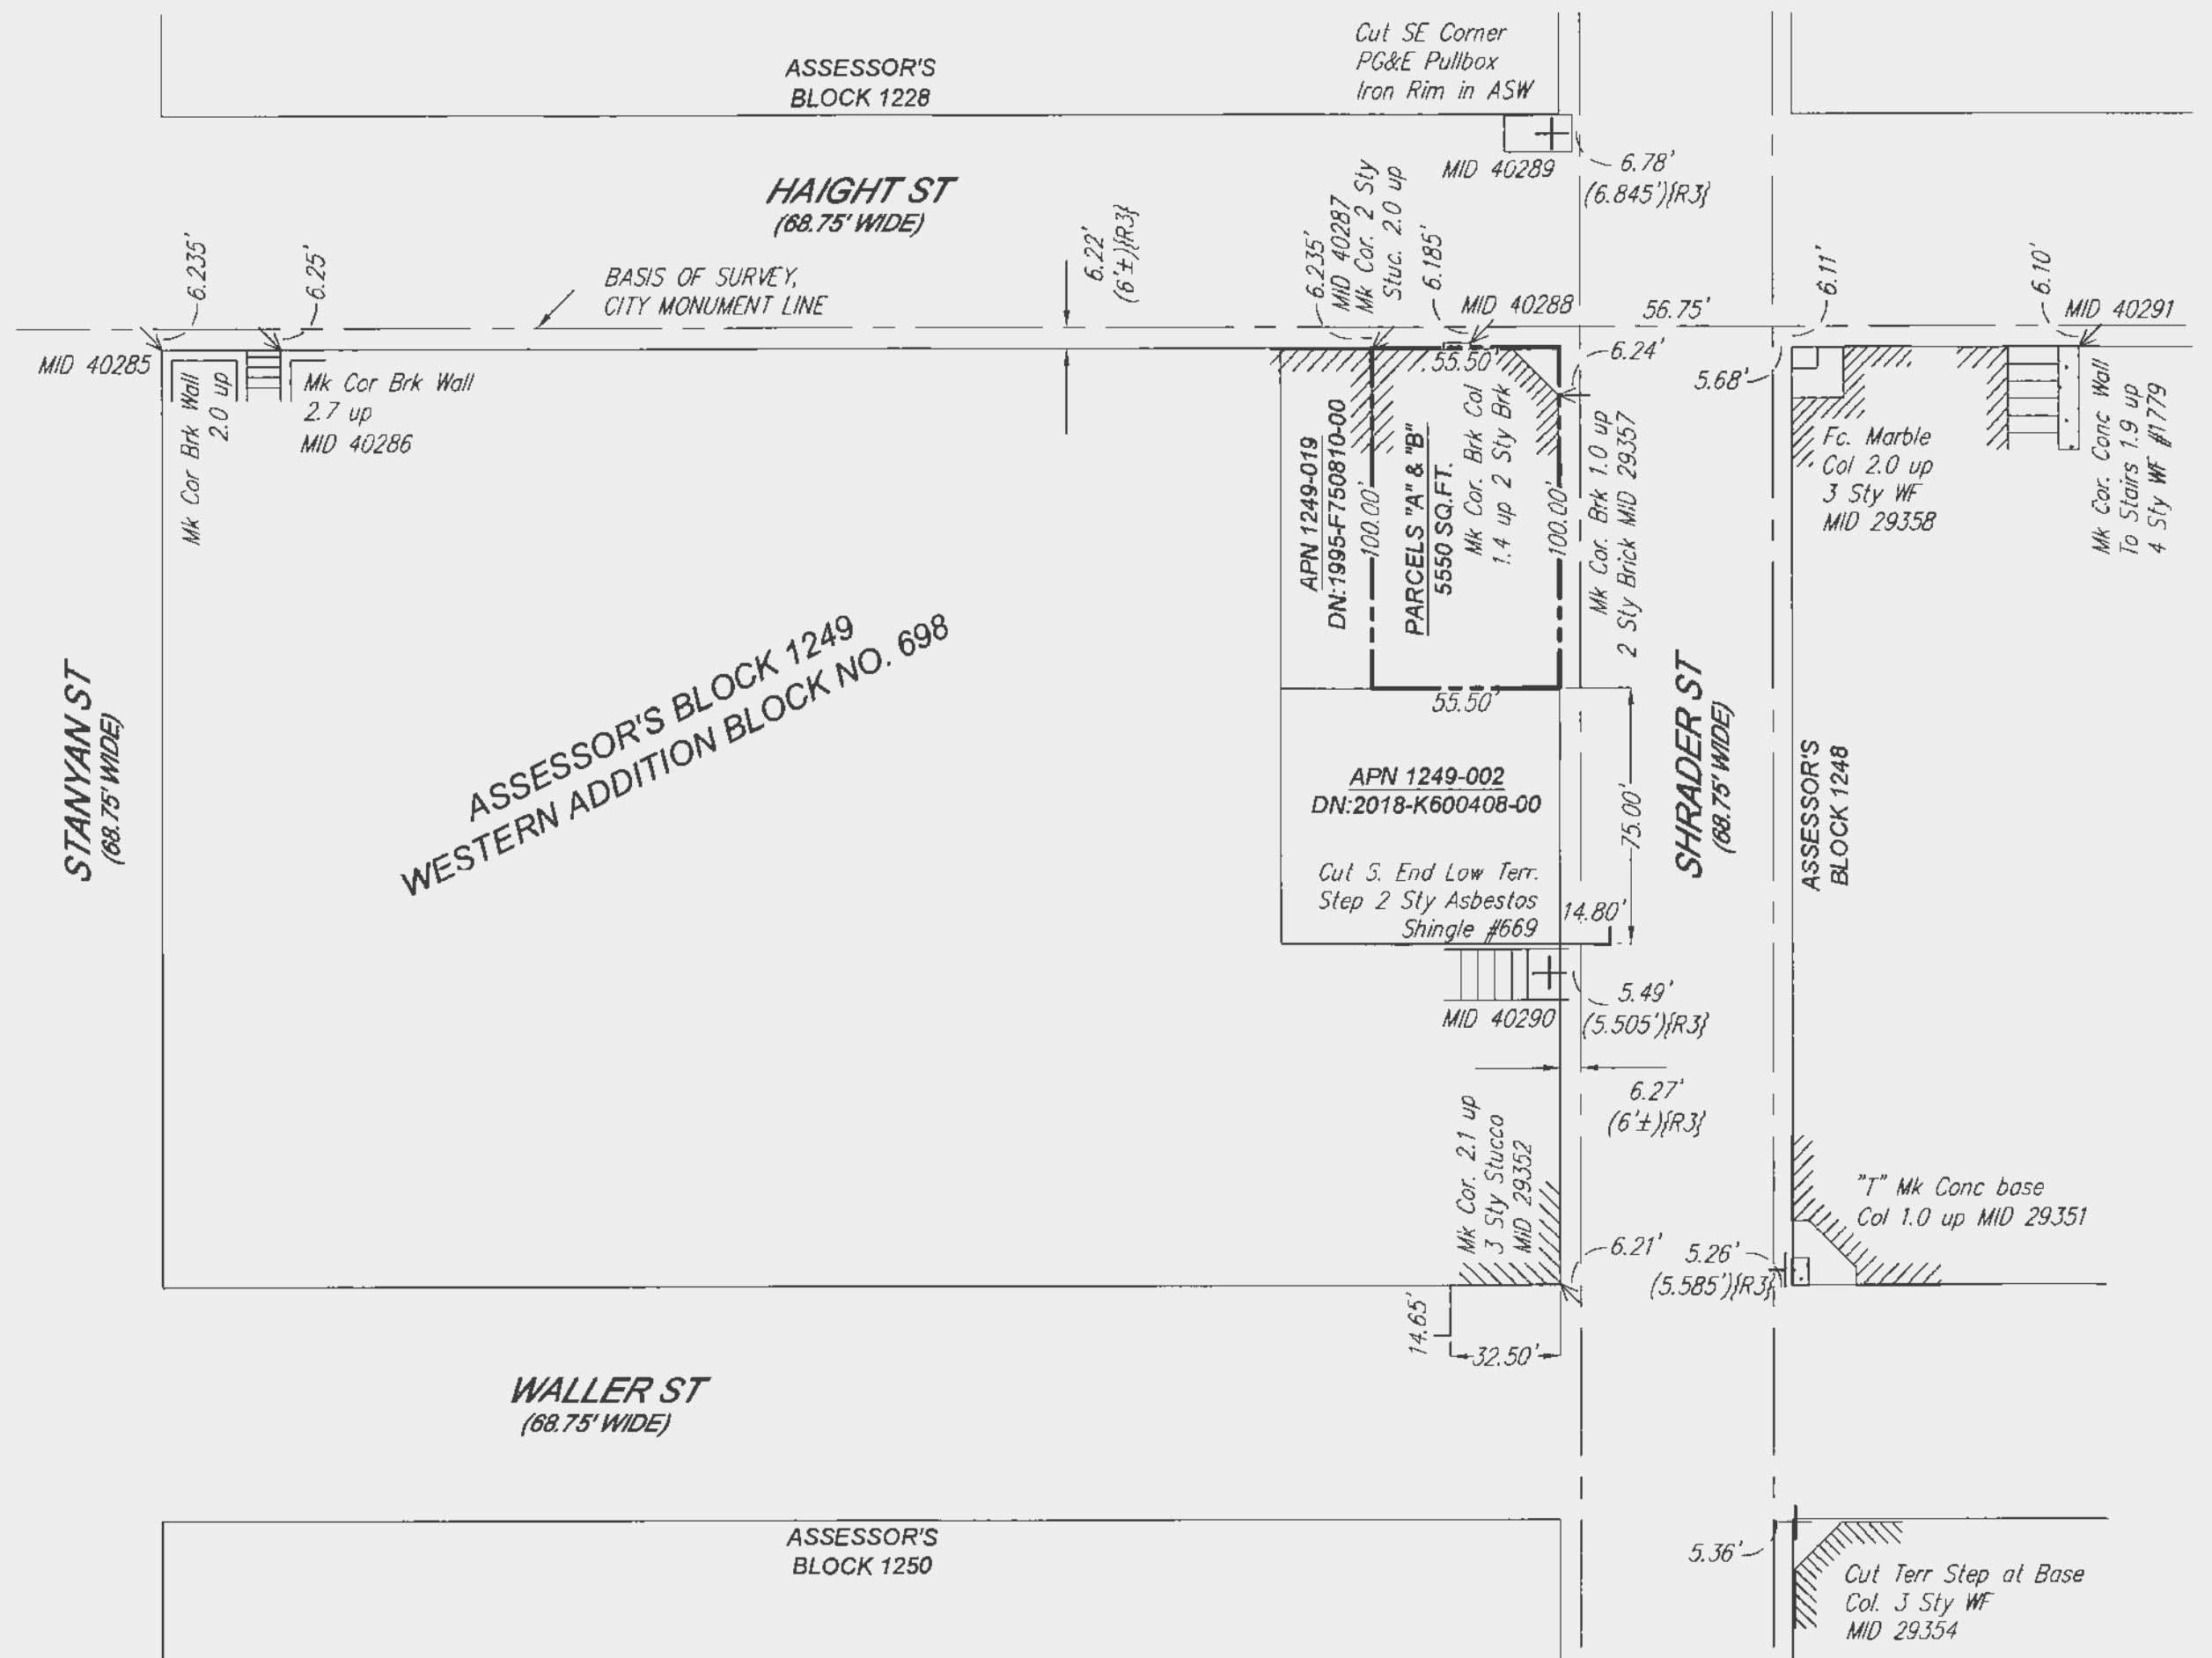 ASSESSOR'S
BLOCK 1228
Cut SE Corner
PG&E Pullbox
Iron Rim in ASW
MID 40289
6.78'
(6.845'){R3}
HAIGHT ST
(68.75' WIDE)
6.235'
6.25'
BASIS OF SURVEY,
CITY MONUMENT LINE
6.22'
(6'±){R3}
6.235'
MID 40287
Mk Cor. 2 Sty
Stuc. 2.0 up
6.185'
MID 40288
56.75'
6.11'
6.10'
MID 40291
MID 40285
Mk Cor Brk Wall
2.0 up
Mk Cor Brk Wall
2.7 up
MID 40286
55.50'
6.24'
5.68'
APN 1249-019
DN:1995-F750810-00
100.00'
PARCELS "A" & "B"
5550 SQ.FT.
Mk Cor. Brk Col
1.4 up 2 Sty Brk
100.00'
Mk Cor. Brk 1.0 up
2 Sty Brick MID 29357
Fc. Marble
Col 2.0 up
3 Sty WF
MID 29358
Mk Cor. Conc Wall
To Stairs 1.9 up
4 Sty WF #1779
STANYAN ST
(68.75' WIDE)
ASSESSOR'S BLOCK 1249
WESTERN ADDITION BLOCK NO. 698
55.50'
APN 1249-002
DN:2018-K600408-00
75.00'
SHRADER ST
(68.75' WIDE)
ASSESSOR'S
BLOCK 1248
Cut S. End Low Terr.
Step 2 Sty Asbestos
Shingle #669
14.80'
MID 40290
5.49'
(5.505'){R3}
6.27'
(6'±){R3}
Mk Cor. 2.1 up
3 Sty Stucco
MID 29352
"T" Mk Conc base
Col 1.0 up MID 29351
6.21'
5.26'
(5.585'){R3}
14.65'
32.50'
WALLER ST
(68.75' WIDE)
ASSESSOR'S
BLOCK 1250
5.36'
Cut Terr Step at Base
Col. 3 Sty WF
MID 29354